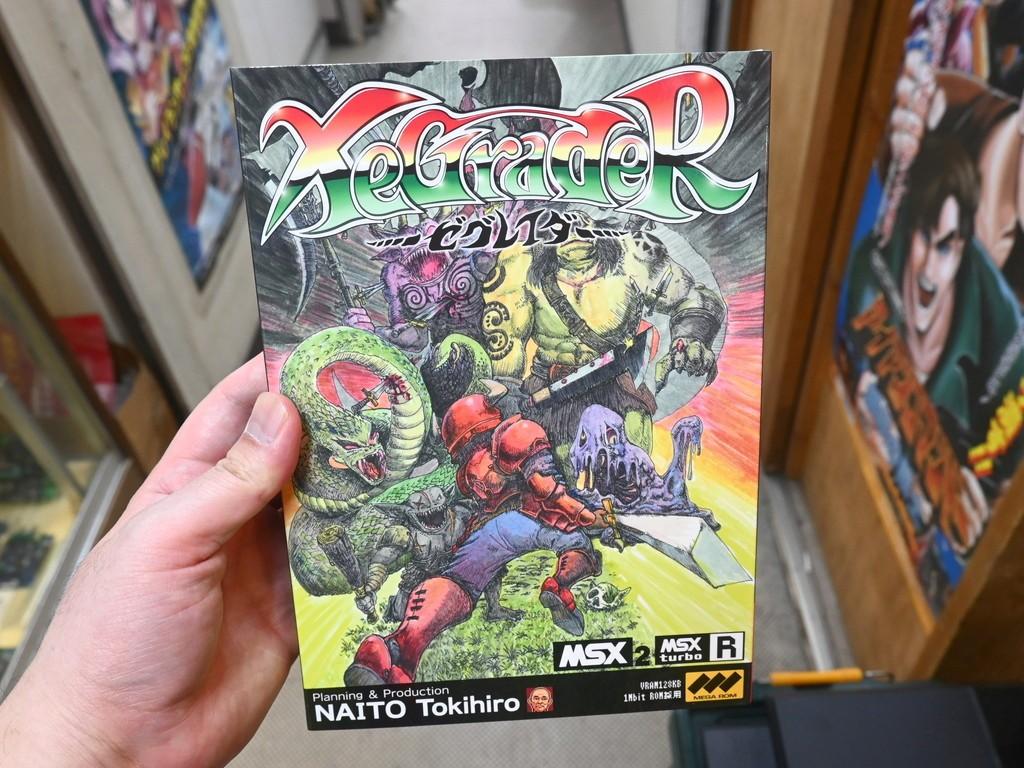 XeGradeR
ゼグレイダー
MSX 2 MSX turbo R
Planning & Production
NAITO Tokihiro
VRAM128KB
1Mbit ROM採用
MEGA ROM